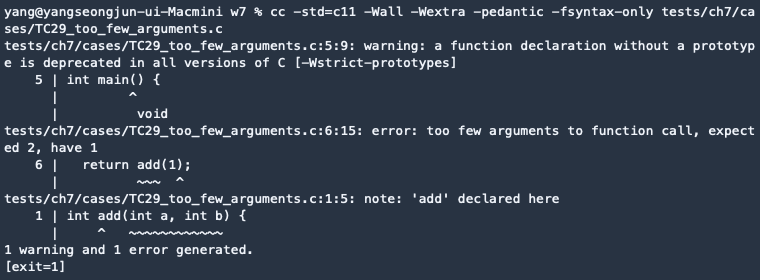 yang@yangseongjun-ui-Macmini w7 % cc -std=c11 -Wall -Wextra -pedantic -fsyntax-only tests/ch7/ca
ses/TC29_too_few_arguments.c
tests/ch7/cases/TC29_too_few_arguments.c:5:9: warning: a function declaration without a prototyp
e is deprecated in all versions of C [-Wstrict-prototypes]
    5 | int main() {
      |         ^
      |          void
tests/ch7/cases/TC29_too_few_arguments.c:6:15: error: too few arguments to function call, expect
ed 2, have 1
    6 |   return add(1);
      |          ~~~  ^
tests/ch7/cases/TC29_too_few_arguments.c:1:5: note: 'add' declared here
    1 | int add(int a, int b) {
      |     ^   ~~~~~~~~~~~~
1 warning and 1 error generated.
[exit=1]